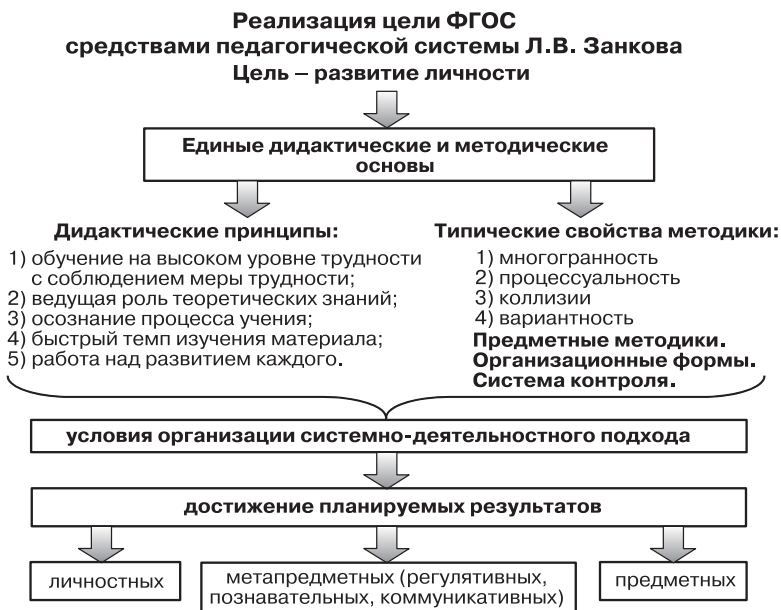 Реализация цели ФГОС
средствами педагогической системы Л.В. Занкова
Цель – развитие личности
Единые дидактические и методические
основы
Дидактические принципы:
1) обучение на высоком уровне трудности
с соблюдением меры трудности;
2) ведущая роль теоретических знаний;
3) осознание процесса учения;
4) быстрый темп изучения материала;
5) работа над развитием каждого.
Типические свойства методики:
1) многогранность
2) процессуальность
3) коллизии
4) вариантность
Предметные методики.
Организационные формы.
Система контроля.
условия организации системно-деятельностного подхода
достижение планируемых результатов
личностных
метапредметных (регулятивных,
познавательных, коммуникативных)
предметных